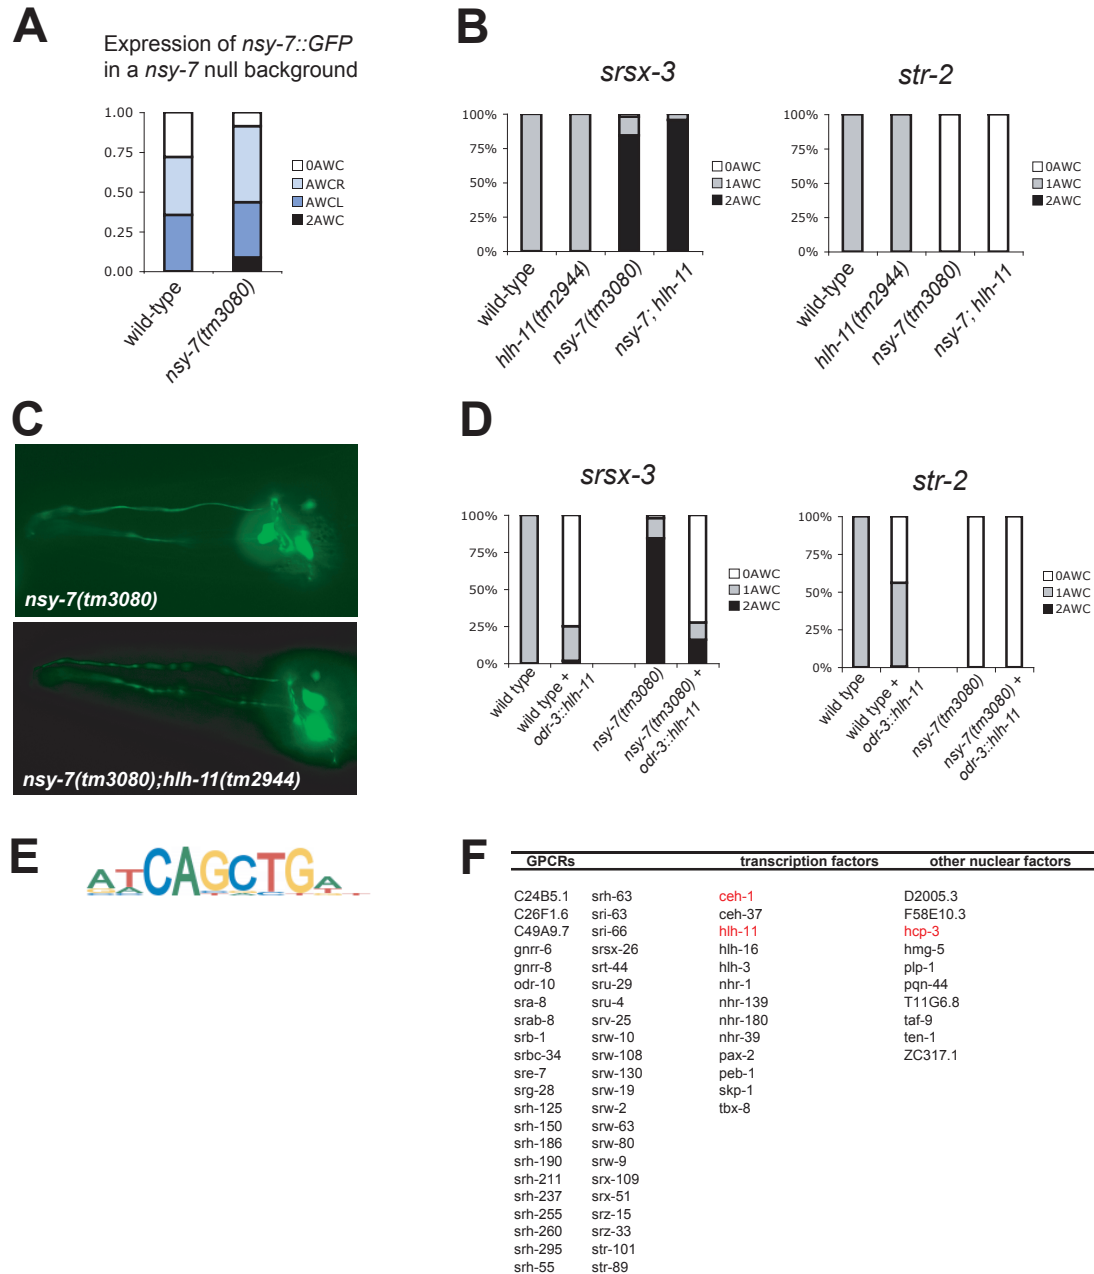 A
Expression of nsy-7::GFP
in a nsy-7 null background
1.00
0.75
0.50
0.25
0.00
0AWC
AWCR
AWCL
2AWC
wild-type
nsy-7(tm3080)
B
srsx-3
100%
75%
50%
25%
0%
0AWC
1AWC
2AWC
wild-type
hlh-11(tm2944)
nsy-7(tm3080)
nsy-7; hlh-11
str-2
100%
75%
50%
25%
0%
0AWC
1AWC
2AWC
wild-type
hlh-11(tm2944)
nsy-7(tm3080)
nsy-7; hlh-11
C
nsy-7(tm3080)
nsy-7(tm3080);hlh-11(tm2944)
D
srsx-3
100%
75%
50%
25%
0%
0AWC
1AWC
2AWC
wild type
wild type +
odr-3::hlh-11
nsy-7(tm3080)
nsy-7(tm3080) +
odr-3::hlh-11
str-2
100%
75%
50%
25%
0%
0AWC
1AWC
2AWC
wild type
wild type +
odr-3::hlh-11
nsy-7(tm3080)
nsy-7(tm3080) +
odr-3::hlh-11
E
ATCAGCTGA
F
GPCRs transcription factors other nuclear factors
C24B5.1 srh-63 ceh-1 D2005.3
C26F1.6 sri-63 ceh-37 F58E10.3
C49A9.7 sri-66 hlh-11 hcp-3
gnrr-6 srsx-26 hlh-16 hmg-5
gnrr-8 srt-44 hlh-3 plp-1
odr-10 sru-29 nhr-1 pqn-44
sra-8 sru-4 nhr-139 T11G6.8
srab-8 srv-25 nhr-180 taf-9
srb-1 srw-10 nhr-39 ten-1
srbc-34 srw-108 pax-2 ZC317.1
sre-7 srw-130 peb-1
srg-28 srw-19 skp-1
srh-125 srw-2 tbx-8
srh-150 srw-63
srh-186 srw-80
srh-190 srw-9
srh-211 srx-109
srh-237 srx-51
srh-255 srz-15
srh-260 srz-33
srh-295 str-101
srh-55 str-89